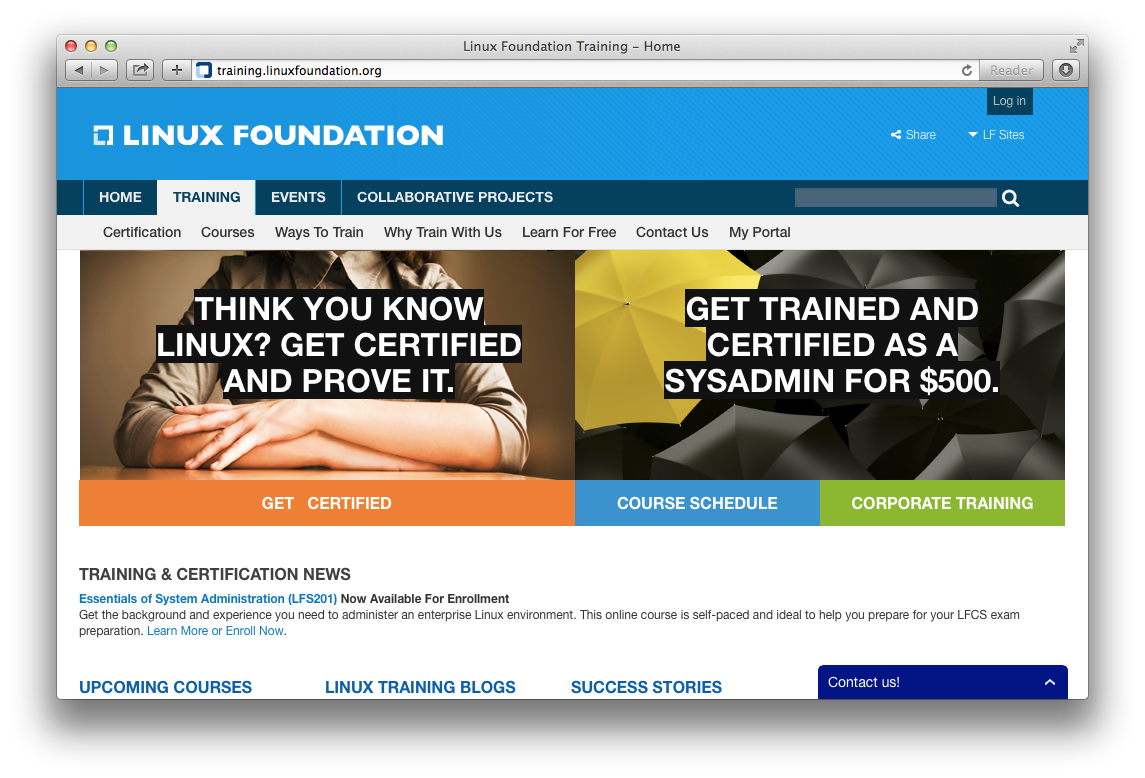 Linux Foundation Training – Home
training.linuxfoundation.org
Reader
Log in
LINUX FOUNDATION
Share
LF Sites
HOME
TRAINING
EVENTS
COLLABORATIVE PROJECTS
Certification
Courses
Ways To Train
Why Train With Us
Learn For Free
Contact Us
My Portal
THINK YOU KNOW
LINUX? GET CERTIFIED
AND PROVE IT.
GET TRAINED AND
CERTIFIED AS A
SYSADMIN FOR $500.
GET CERTIFIED
COURSE SCHEDULE
CORPORATE TRAINING
TRAINING & CERTIFICATION NEWS
Essentials of System Administration (LFS201) Now Available For Enrollment
Get the background and experience you need to administer an enterprise Linux environment. This online course is self-paced and ideal to help you prepare for your LFCS exam
preparation. Learn More or Enroll Now.
UPCOMING COURSES
LINUX TRAINING BLOGS
SUCCESS STORIES
Contact us!